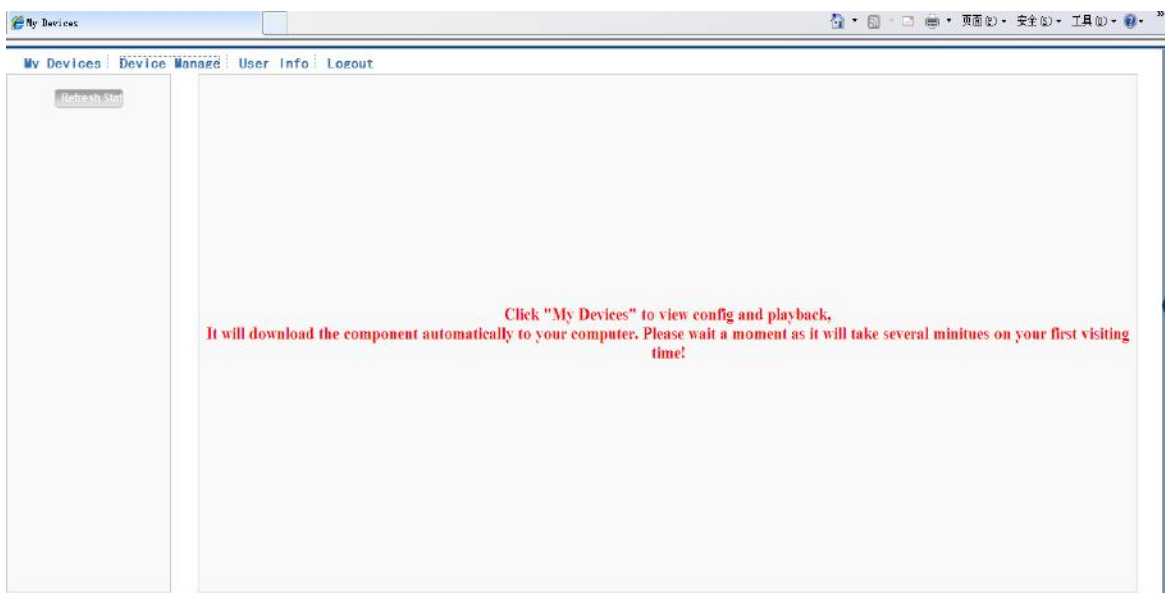 My Devices
页面(P) 安全(S) 工具(O)
My Devices Device Manage User Info Logout
Refresh Stat
Click "My Devices" to view config and playback,
It will download the component automatically to your computer. Please wait a moment as it will take several minitues on your first visiting
time!